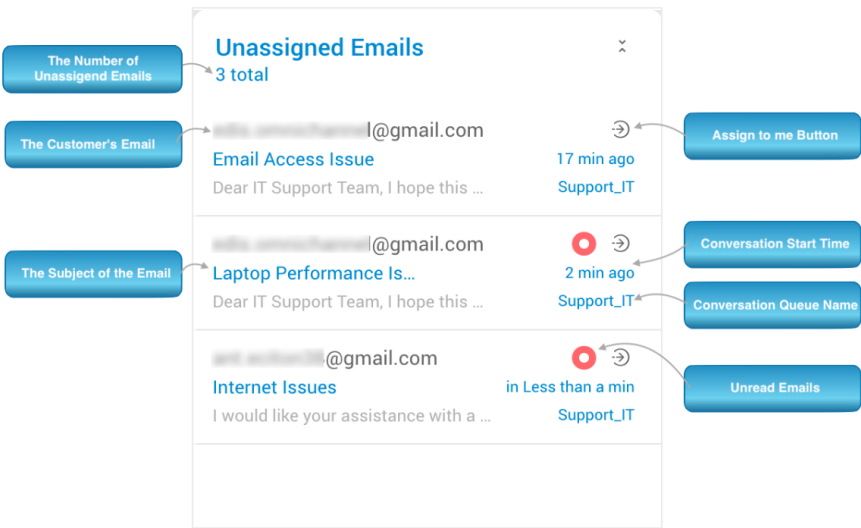 Unassigned Emails
The Number of
Unassigend Emails
3 total
The Customer's Email
@gmail.com
Assign to me Button
Email Access Issue
17 min ago
Dear IT Support Team, I hope this ...
Support_IT
@gmail.com
Conversation Start Time
The Subject of the Email
Laptop Performance Is...
2 min ago
Dear IT Support Team, I hope this ...
Support_IT
Conversation Queue Name
@gmail.com
Internet Issues
in Less than a min
Unread Emails
I would like your assistance with a ...
Support_IT